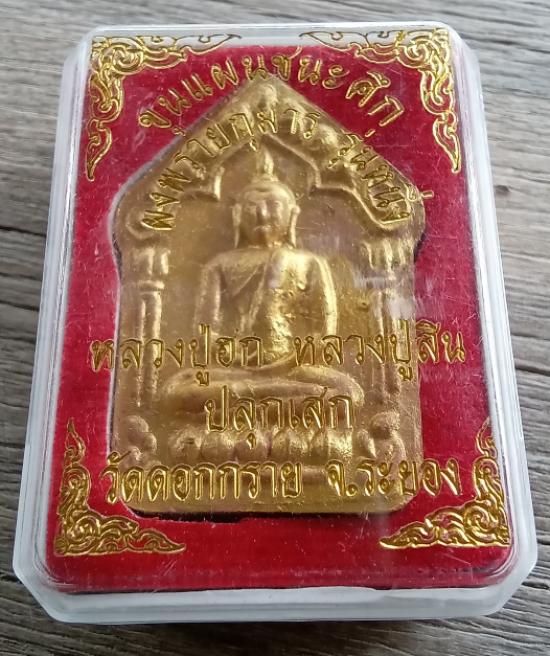 ขุนแผนชนะศึก
ผงพรายกุมาร รุ่นหนึ่ง
หลวงปู่ฮก หลวงปู่สิน
ปลุกเสก
วัดดอกกราย จ.ระยอง